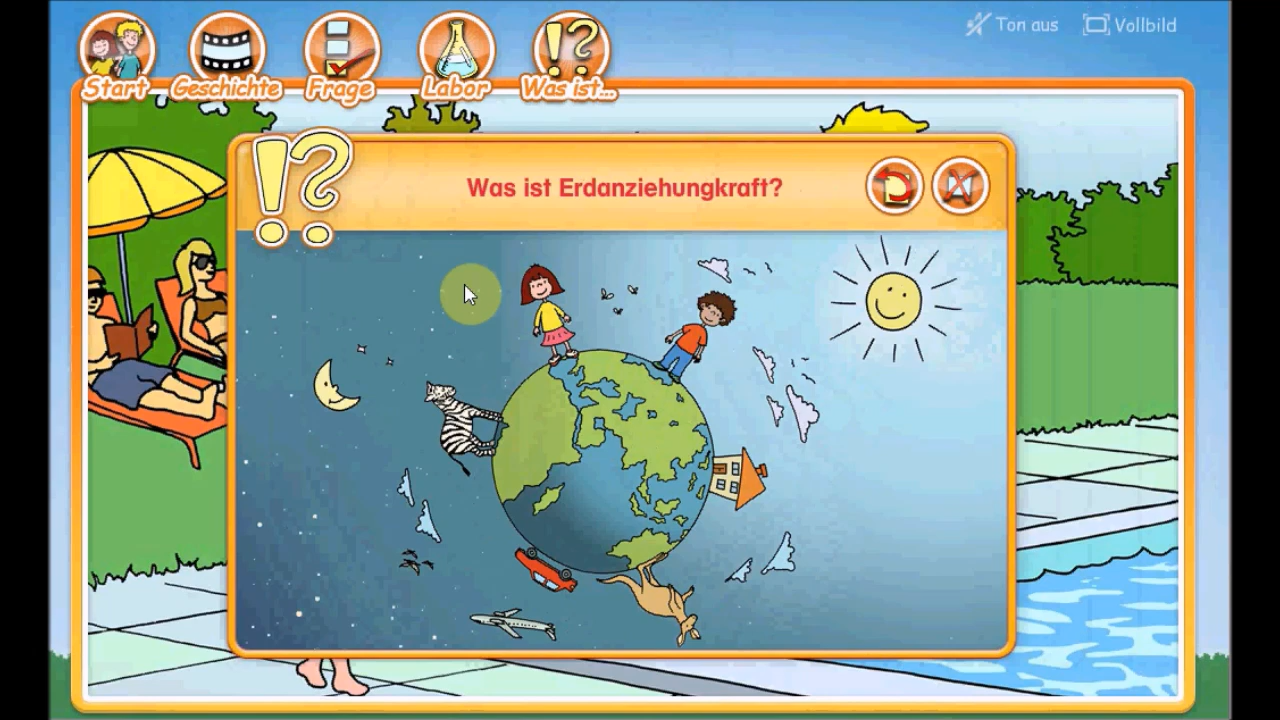 Ton aus
Vollbild
Start
Geschichte
Frage
Labor
Was ist...
!?
!?
Was ist Erdanziehungkraft?